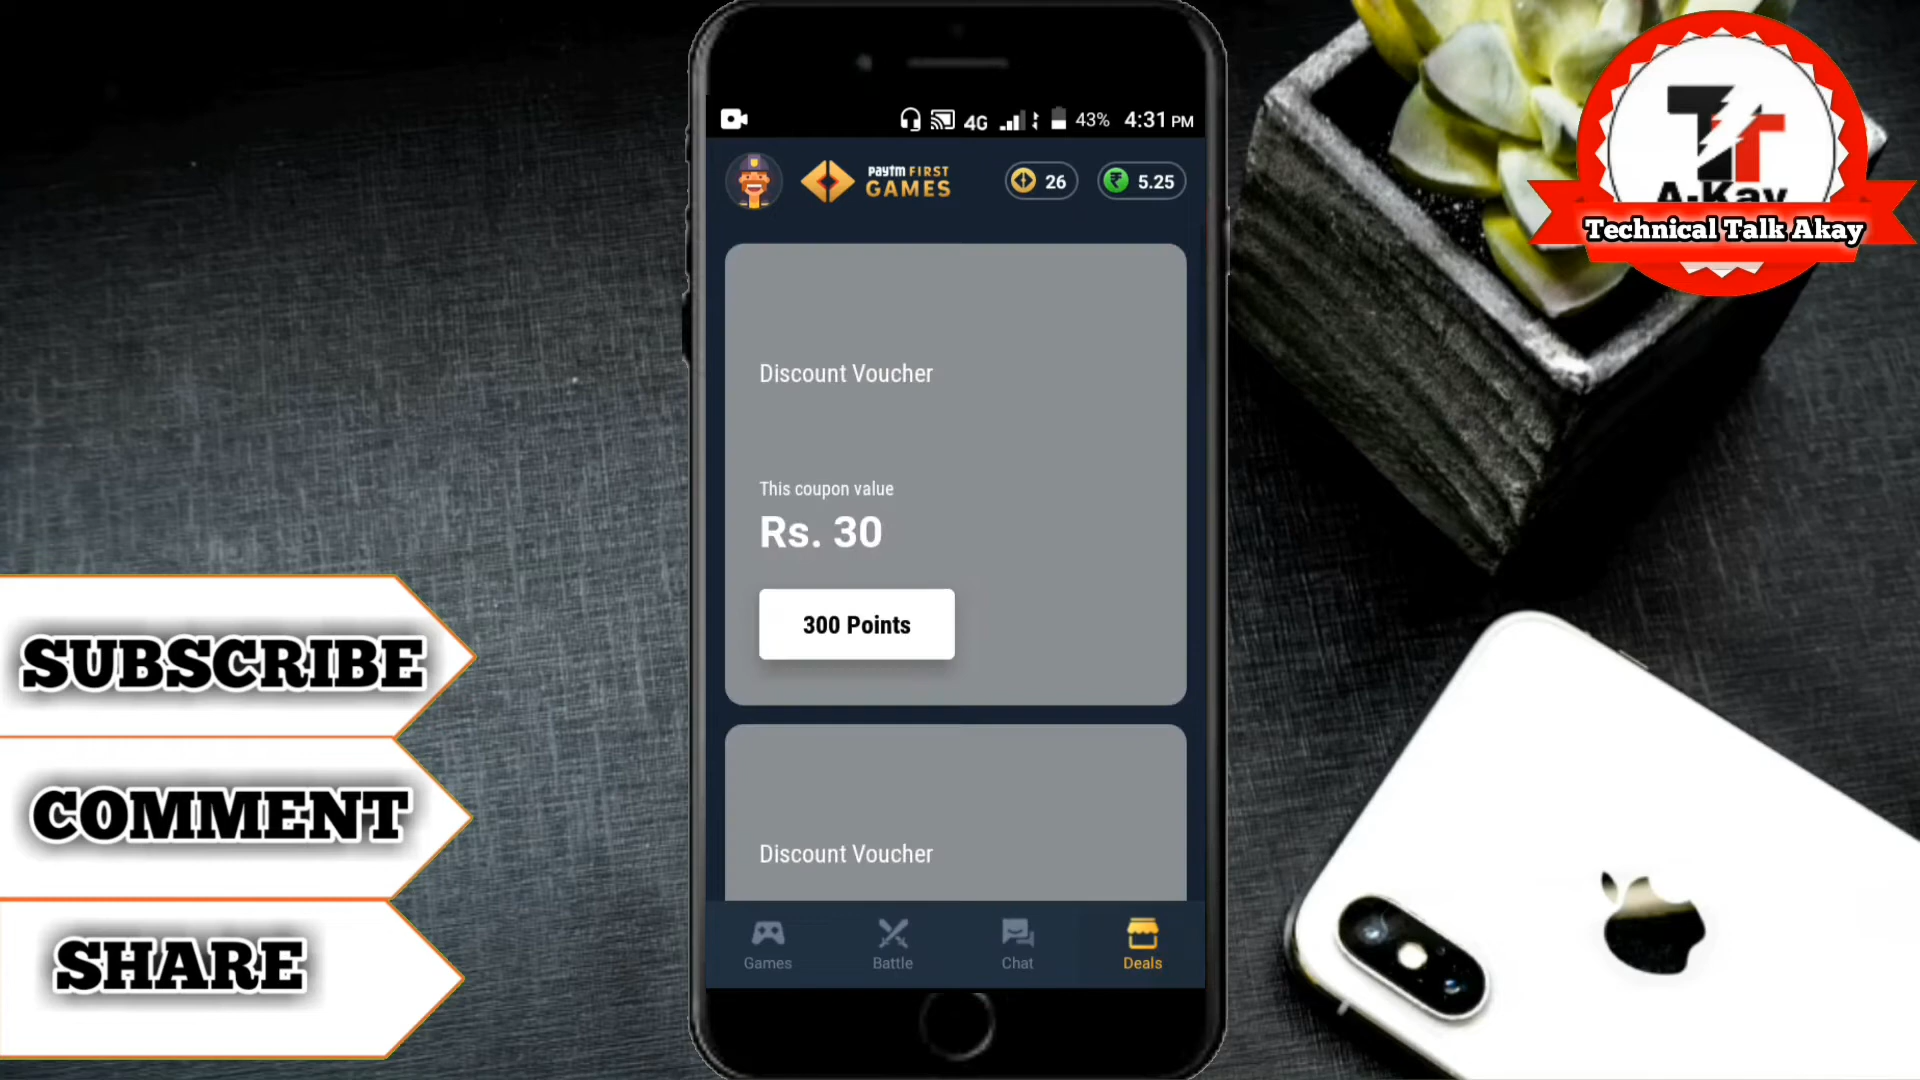 4G 43% 4:31 PM
Paytm FIRST
GAMES
26
5.25
Discount Voucher
This coupon value
Rs. 30
300 Points
Discount Voucher
Games
Battle
Chat
Deals
SUBSCRIBE
COMMENT
SHARE
TT
A-Kay
Technical Talk Akay